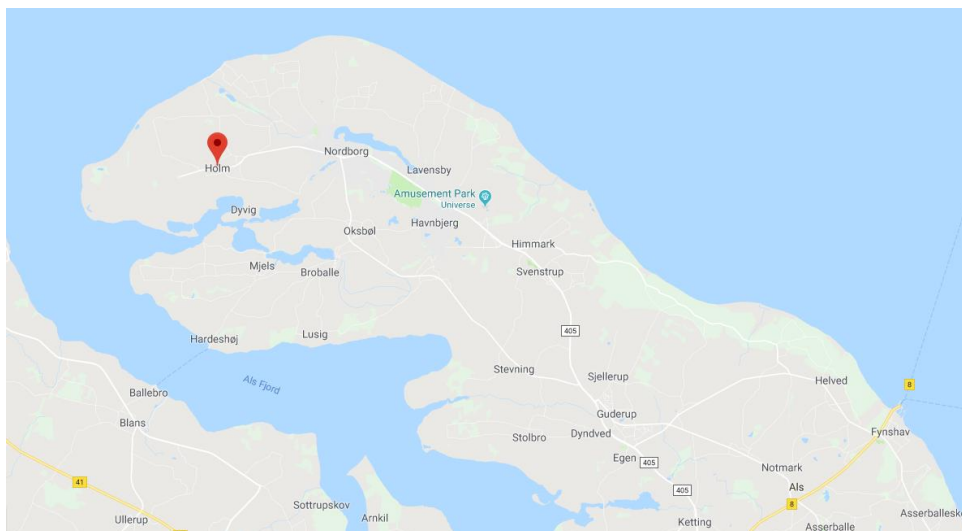 Nordborg
Holm
Lavensby
Amusement Park
Universe
Dyvig
Havnbjerg
Oksbøl
Himmark
Mjels
Broballe
Svenstrup
405
Hardeshøj
Lusig
Stevning
Sjellerup
Als Fjord
Helved
8
Ballebro
Guderup
Blans
Stolbro
Dyndved
Fynshav
Egen
405
Notmark
41
405
Als
8
Sottrupskov
Asserballesko
Ullerup
Arnkil
Ketting
Asserballe